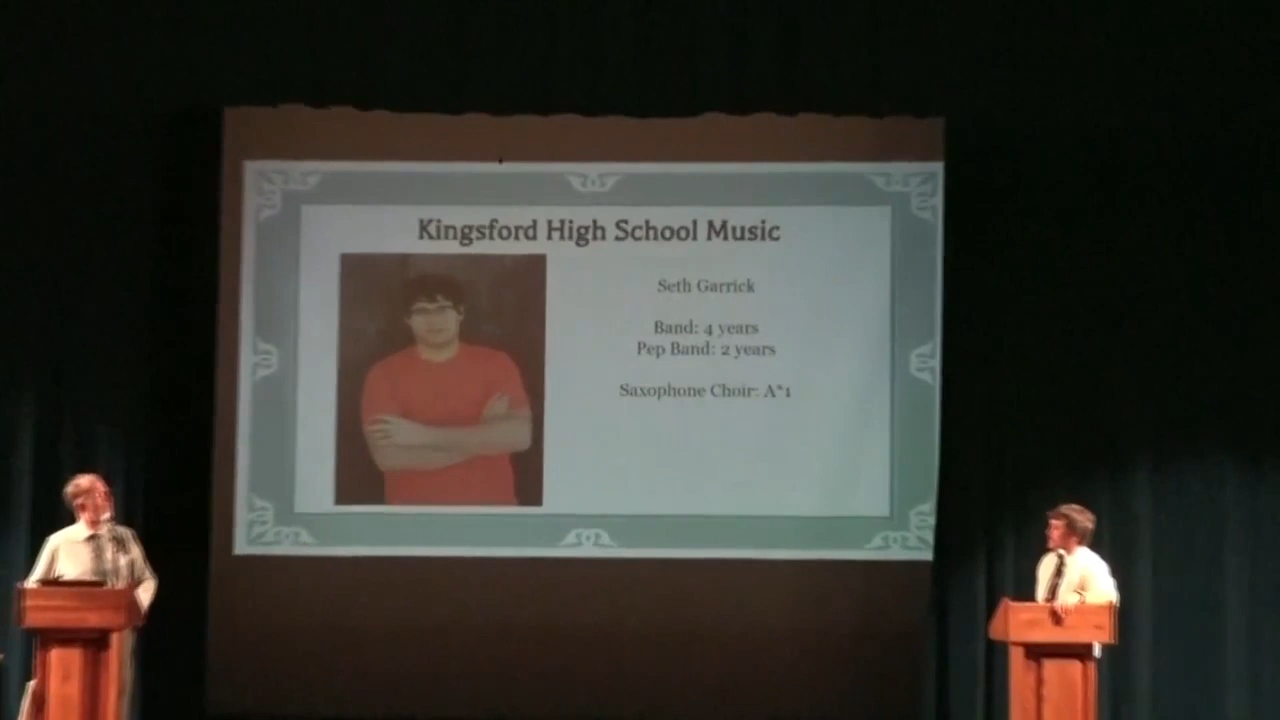 Kingsford High School Music
Seth Garrick
Band: 4 years
Pep Band: 2 years
Saxophone Choir: A*1